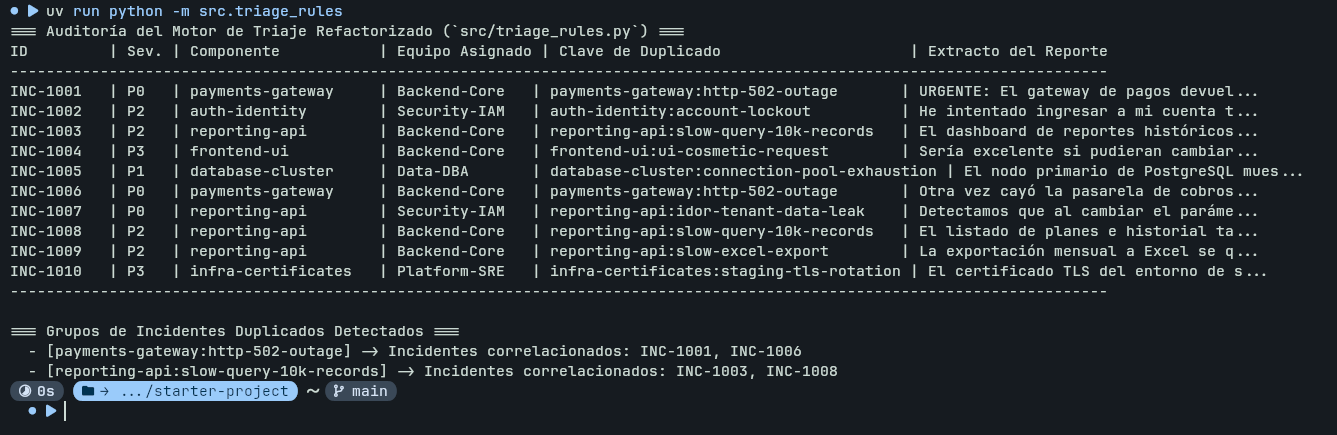 uv run python -m src.triage_rules
=== Auditoría del Motor de Triaje Refactorizado (`src/triage_rules.py`) ===
ID         | Sev. | Componente           | Equipo Asignado | Clave de Duplicado                     | Extracto del Reporte
--------------------------------------------------------------------------------------------------------------------------
INC-1001   | P0   | payments-gateway     | Backend-Core   | payments-gateway:http-502-outage       | URGENTE: El gateway de pagos devuel...
INC-1002   | P2   | auth-identity        | Security-IAM   | auth-identity:account-lockout          | He intentado ingresar a mi cuenta t...
INC-1003   | P2   | reporting-api        | Backend-Core   | reporting-api:slow-query-10k-records   | El dashboard de reportes históricos...
INC-1004   | P3   | frontend-ui          | Backend-Core   | frontend-ui:ui-cosmetic-request        | Sería excelente si pudieran cambiar...
INC-1005   | P1   | database-cluster     | Data-DBA       | database-cluster:connection-pool-exhaustion | El nodo primario de PostgreSQL mues...
INC-1006   | P0   | payments-gateway     | Backend-Core   | payments-gateway:http-502-outage       | Otra vez cayó la pasarela de cobros...
INC-1007   | P0   | reporting-api        | Security-IAM   | reporting-api:idor-tenant-data-leak    | Detectamos que al cambiar el paráme...
INC-1008   | P2   | reporting-api        | Backend-Core   | reporting-api:slow-query-10k-records   | El listado de planes e historial ta...
INC-1009   | P2   | reporting-api        | Backend-Core   | reporting-api:slow-excel-export        | La exportación mensual a Excel se q...
INC-1010   | P3   | infra-certificates   | Platform-SRE   | infra-certificates:staging-tls-rotation | El certificado TLS del entorno de s...
--------------------------------------------------------------------------------------------------------------------------
=== Grupos de Incidentes Duplicados Detectados ===
- [payments-gateway:http-502-outage] -> Incidentes correlacionados: INC-1001, INC-1006
- [reporting-api:slow-query-10k-records] -> Incidentes correlacionados: INC-1003, INC-1008
0s → .../starter-project ~ main